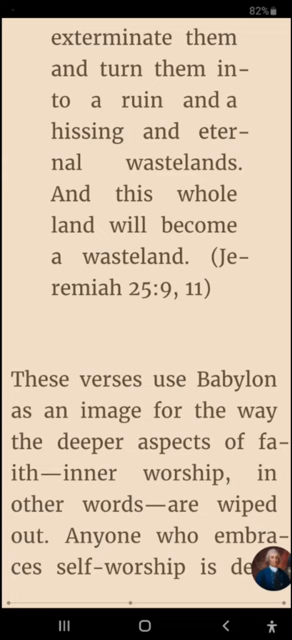 82%
exterminate them
and turn them in-
to a ruin and a
hissing and eter-
nal wastelands.
And this whole
land will become
a wasteland. (Je-
remiah 25:9, 11)
These verses use Babylon
as an image for the way
the deeper aspects of fa-
ith—inner worship, in
other words—are wiped
out. Anyone who embra-
ces self-worship is